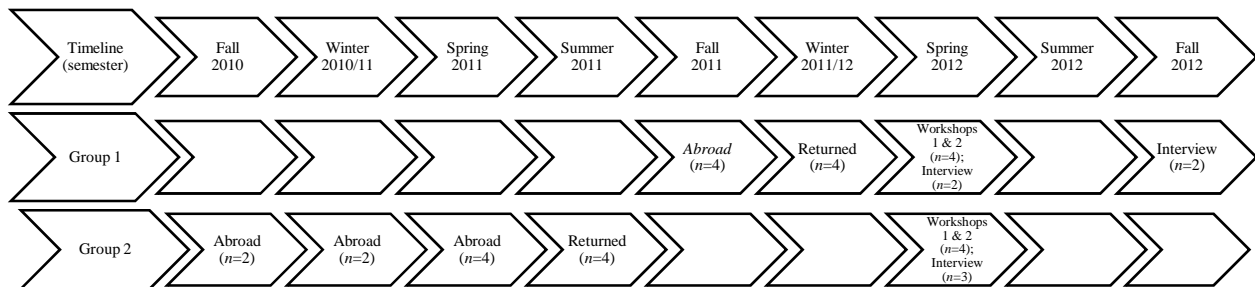 Timeline
(semester)
Fall
2010
Winter
2010/11
Spring
2011
Summer
2011
Fall
2011
Winter
2011/12
Spring
2012
Summer
2012
Fall
2012
Group 1
Abroad
(n=4)
Returned
(n=4)
Workshops
1 & 2
(n=4);
Interview
(n=2)
Interview
(n=2)
Group 2
Abroad
(n=2)
Abroad
(n=2)
Abroad
(n=4)
Returned
(n=4)
Workshops
1 & 2
(n=4);
Interview
(n=3)